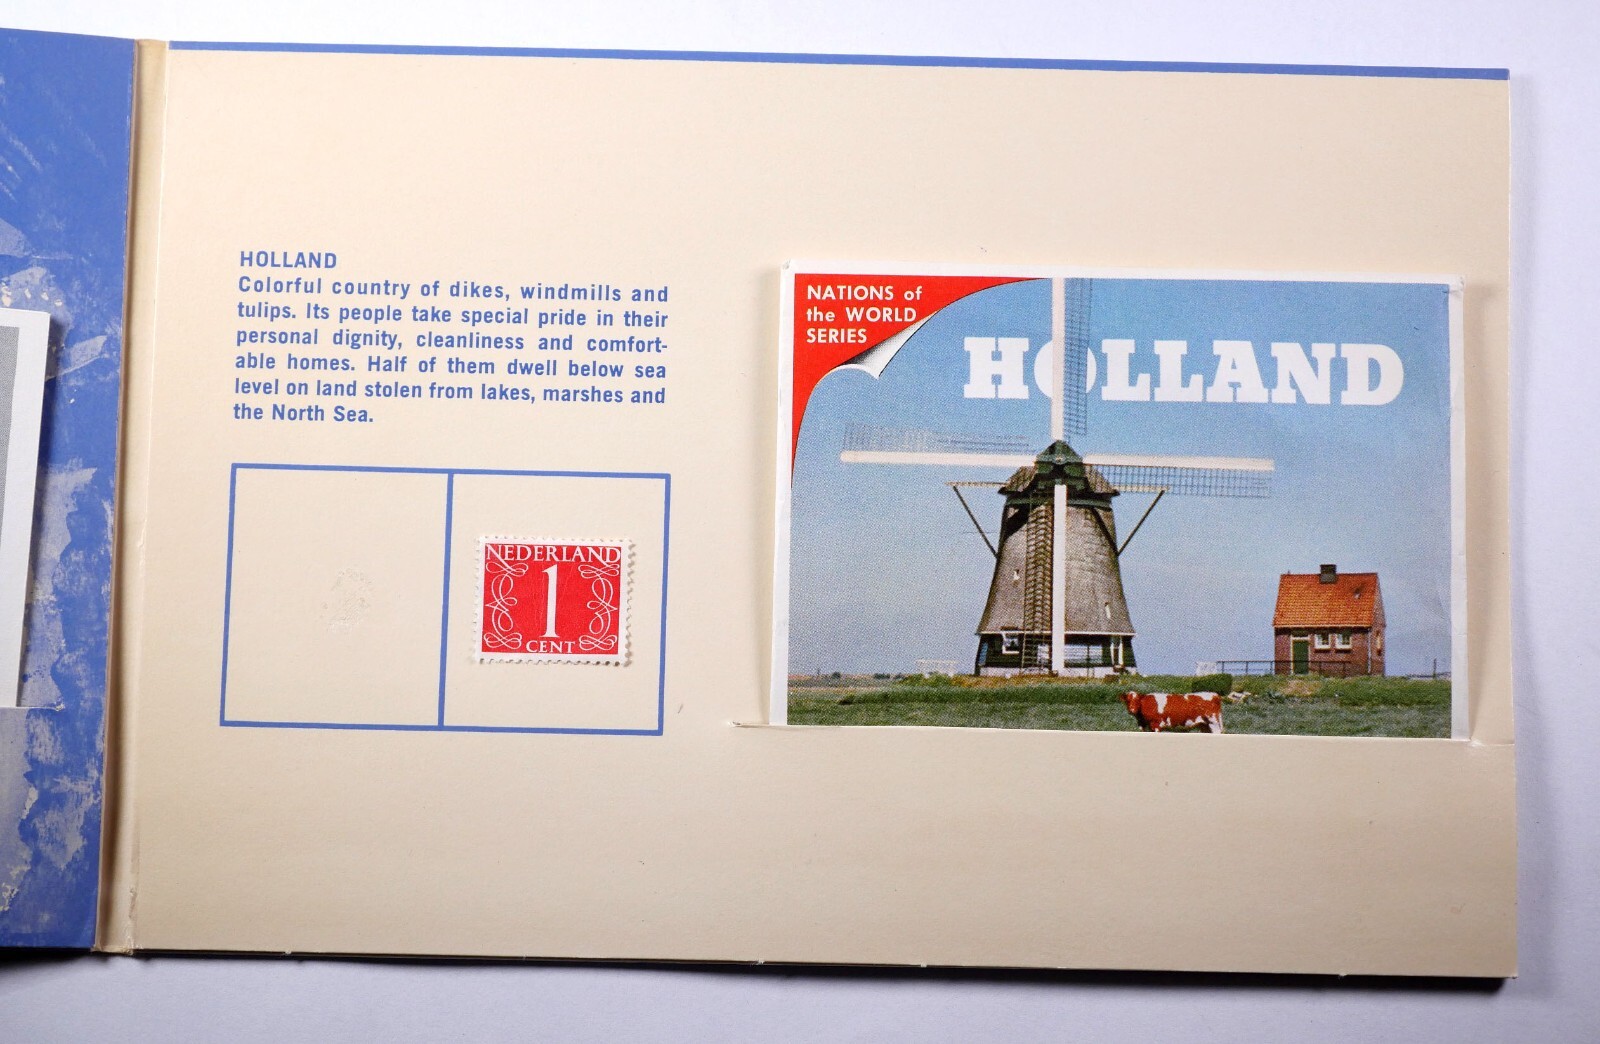 HOLLAND
Colorful country of dikes, windmills and
tulips. Its people take special pride in their
personal dignity, cleanliness and comfort-
able homes. Half of them dwell below sea
level on land stolen from lakes, marshes and
the North Sea.
NEDERLAND
1
CENT
NATIONS of
the WORLD
SERIES
HOLLAND